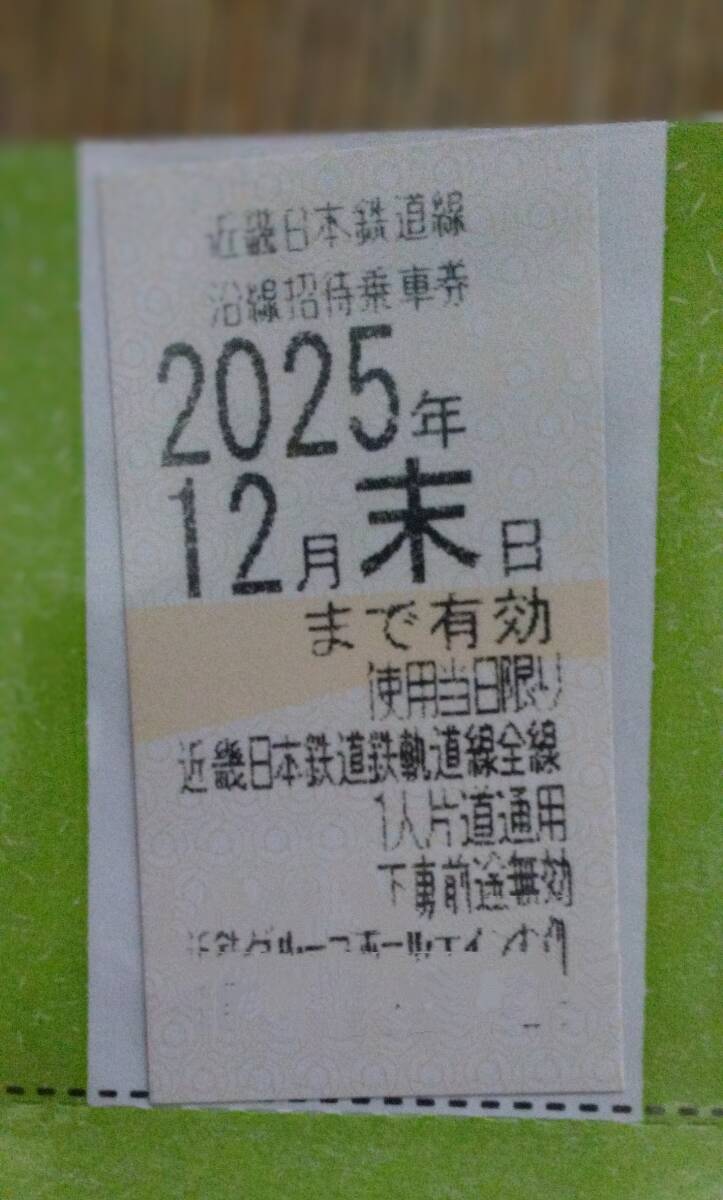 近畿日本鉄道線
沿線招待乗車券
2025年
12月末日
まで有効
使用当日限り
近畿日本鉄道鉄軌道線全線
1人片道通用
下車前途無効